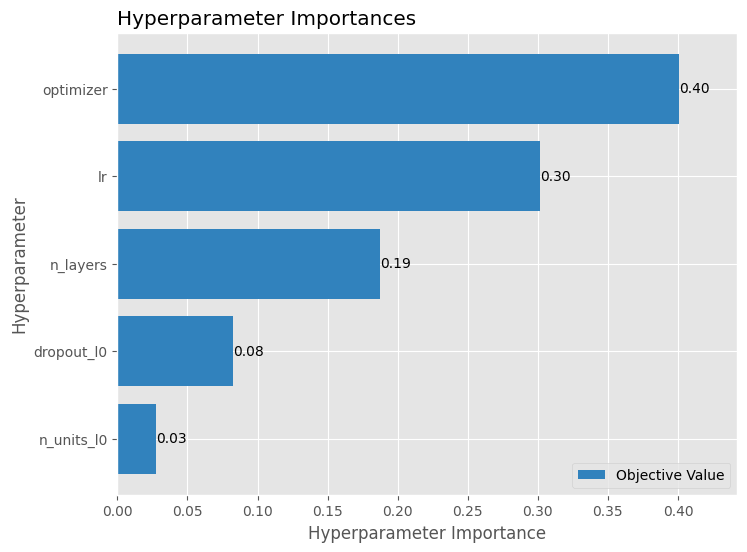 Hyperparameter Importances
Hyperparameter
optimizer
0.40
lr
0.30
n_layers
0.19
dropout_l0
0.08
n_units_l0
0.03
Objective Value
0.00 0.05 0.10 0.15 0.20 0.25 0.30 0.35 0.40
Hyperparameter Importance